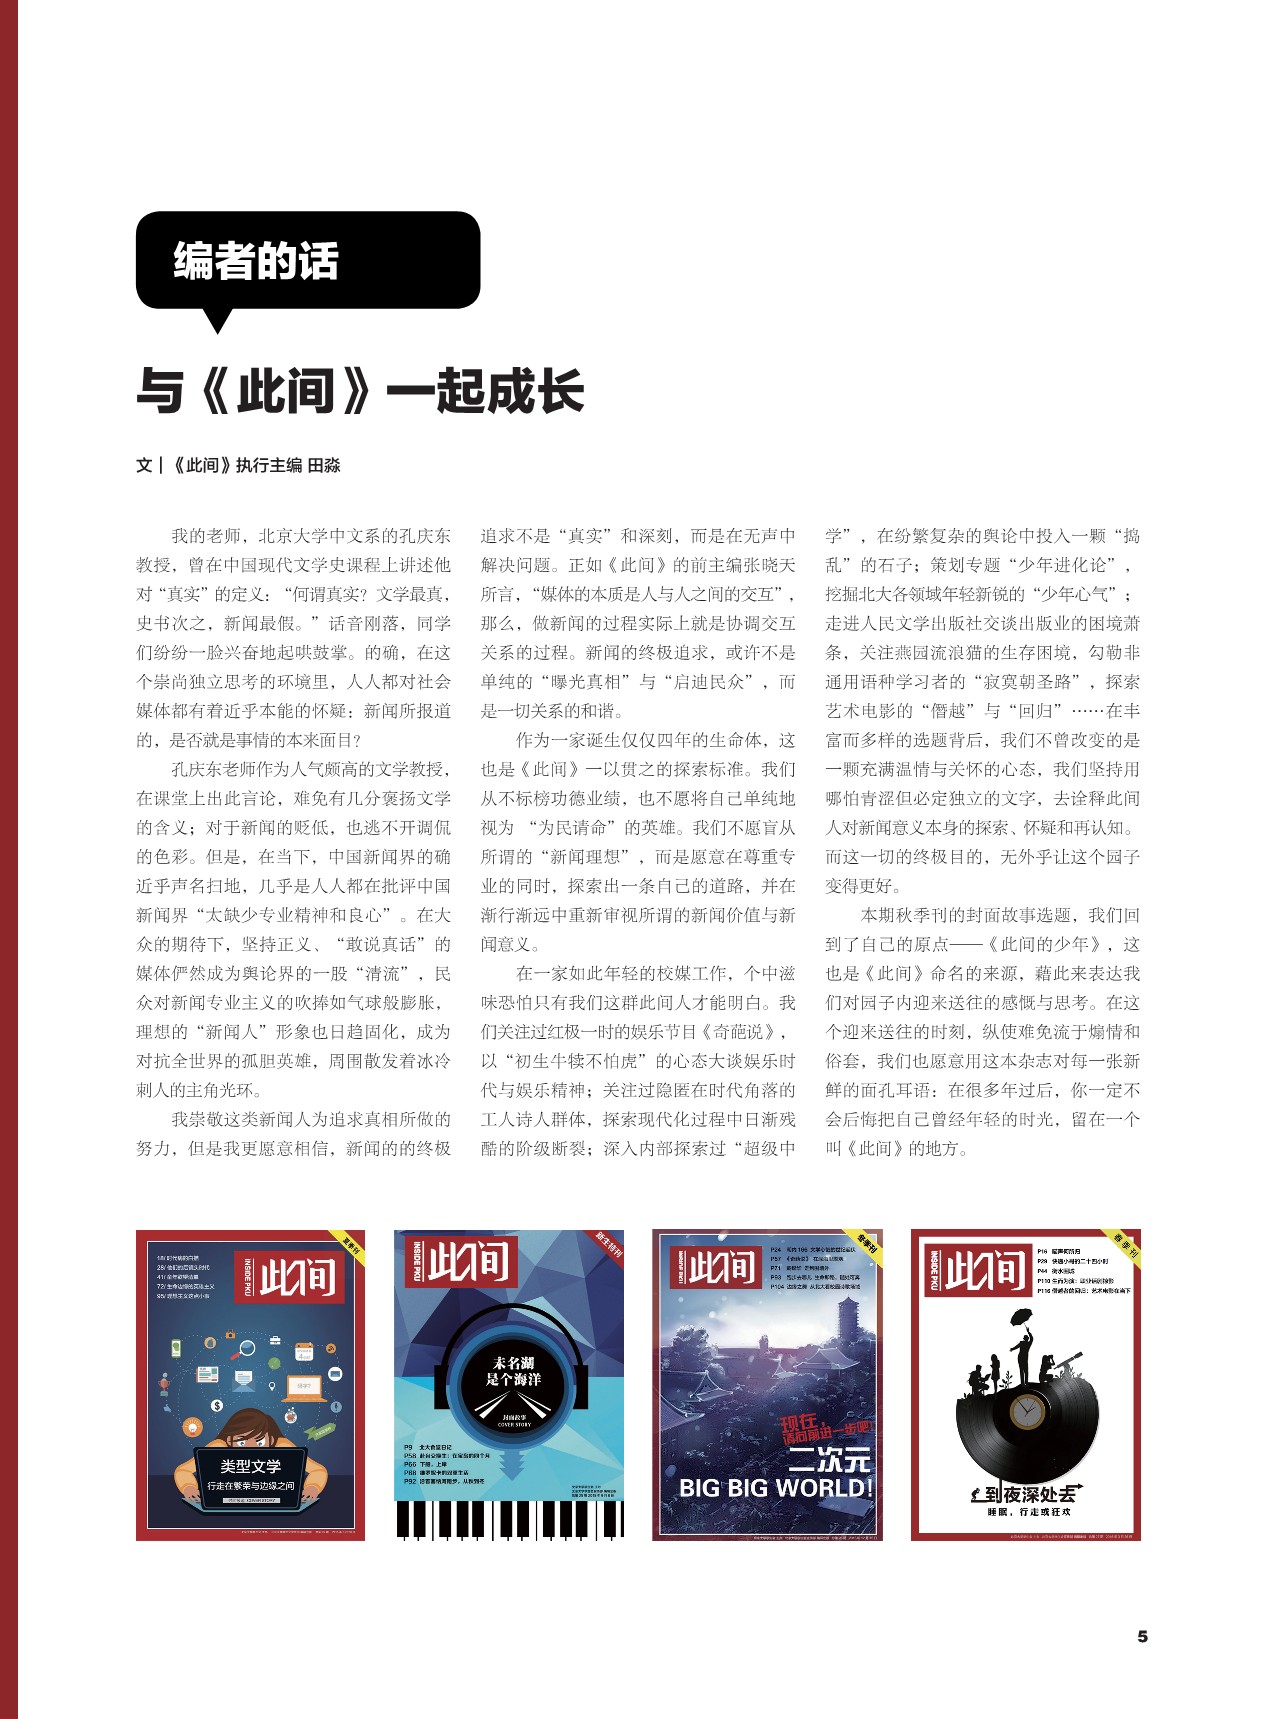 编者的话
与《此间》一起成长
文｜《此间》执行主编 田淼
我的老师，北京大学中文系的孔庆东
教授，曾在中国现代文学史课程上讲述他
对“真实”的定义：“何谓真实？文学最真，
史书次之，新闻最假。”话音刚落，同学
们纷纷一脸兴奋地起哄鼓掌。的确，在这
个崇尚独立思考的环境里，人人都对社会
媒体都有着近乎本能的怀疑：新闻所报道
的，是否就是事情的本来面目？
孔庆东老师作为人气颇高的文学教授，
在课堂上出此言论，难免有几分褒扬文学
的含义；对于新闻的贬低，也逃不开调侃
的色彩。但是，在当下，中国新闻界的确
近乎声名扫地，几乎是人人都在批评中国
新闻界“太缺少专业精神和良心”。在大
众的期待下，坚持正义、“敢说真话”的
媒体俨然成为舆论界的一股“清流”，民
众对新闻专业主义的吹捧如气球般膨胀，
理想的“新闻人”形象也日趋固化，成为
对抗全世界的孤胆英雄，周围散发着冰冷
刺人的主角光环。
我崇敬这类新闻人为追求真相所做的
努力，但是我更愿意相信，新闻的的终极
追求不是“真实”和深刻，而是在无声中
解决问题。正如《此间》的前主编张晓天
所言，“媒体的本质是人与人之间的交互”，
那么，做新闻的过程实际上就是协调交互
关系的过程。新闻的终极追求，或许不是
单纯的“曝光真相”与“启迪民众”，而
是一切关系的和谐。
作为一家诞生仅仅四年的生命体，这
也是《此间》一以贯之的探索标准。我们
从不标榜功德业绩，也不愿将自己单纯地
视为 “为民请命”的英雄。我们不愿盲从
所谓的“新闻理想”，而是愿意在尊重专
业的同时，探索出一条自己的道路，并在
渐行渐远中重新审视所谓的新闻价值与新
闻意义。
在一家如此年轻的校媒工作，个中滋
味恐怕只有我们这群此间人才能明白。我
们关注过红极一时的娱乐节目《奇葩说》，
以“初生牛犊不怕虎”的心态大谈娱乐时
代与娱乐精神；关注过隐匿在时代角落的
工人诗人群体，探索现代化过程中日渐残
酷的阶级断裂；深入内部探索过“超级中
学”，在纷繁复杂的舆论中投入一颗“捣
乱”的石子；策划专题“少年进化论”，
挖掘北大各领域年轻新锐的“少年心气”；
走进人民文学出版社交谈出版业的困境萧
条，关注燕园流浪猫的生存困境，勾勒非
通用语种学习者的“寂寞朝圣路”，探索
艺术电影的“僭越”与“回归”……在丰
富而多样的选题背后，我们不曾改变的是
一颗充满温情与关怀的心态，我们坚持用
哪怕青涩但必定独立的文字，去诠释此间
人对新闻意义本身的探索、怀疑和再认知。
而这一切的终极目的，无外乎让这个园子
变得更好。
本期秋季刊的封面故事选题，我们回
到了自己的原点——《此间的少年》，这
也是《此间》命名的来源，藉此来表达我
们对园子内迎来送往的感慨与思考。在这
个迎来送往的时刻，纵使难免流于煽情和
俗套，我们也愿意用这本杂志对每一张新
鲜的面孔耳语：在很多年过后，你一定不
会后悔把自己曾经年轻的时光，留在一个
叫《此间》的地方。
夏季刊
INSIDE PKU
此间
类型文学
行走在繁荣与边缘之间
新生特刊
INSIDE PKU
此间
未名湖
是个海洋
封面故事
COVER STORY
P9
P58
P66 下船，上岸
P88
P92
冬季刊
INSIDE PKU
此间
P24
P57
P71
P93
P104
现在，
请向前进一步吧!
二次元
BIG BIG WORLD!
春季刊
INSIDE PKU
此间
P16
P29 快递小哥的二十四小时
P44
P110 生而为演：毕业话剧掠影
P116 僭越者的回归：艺术电影在当下
到夜深处去
睡眠，行走或狂欢
5